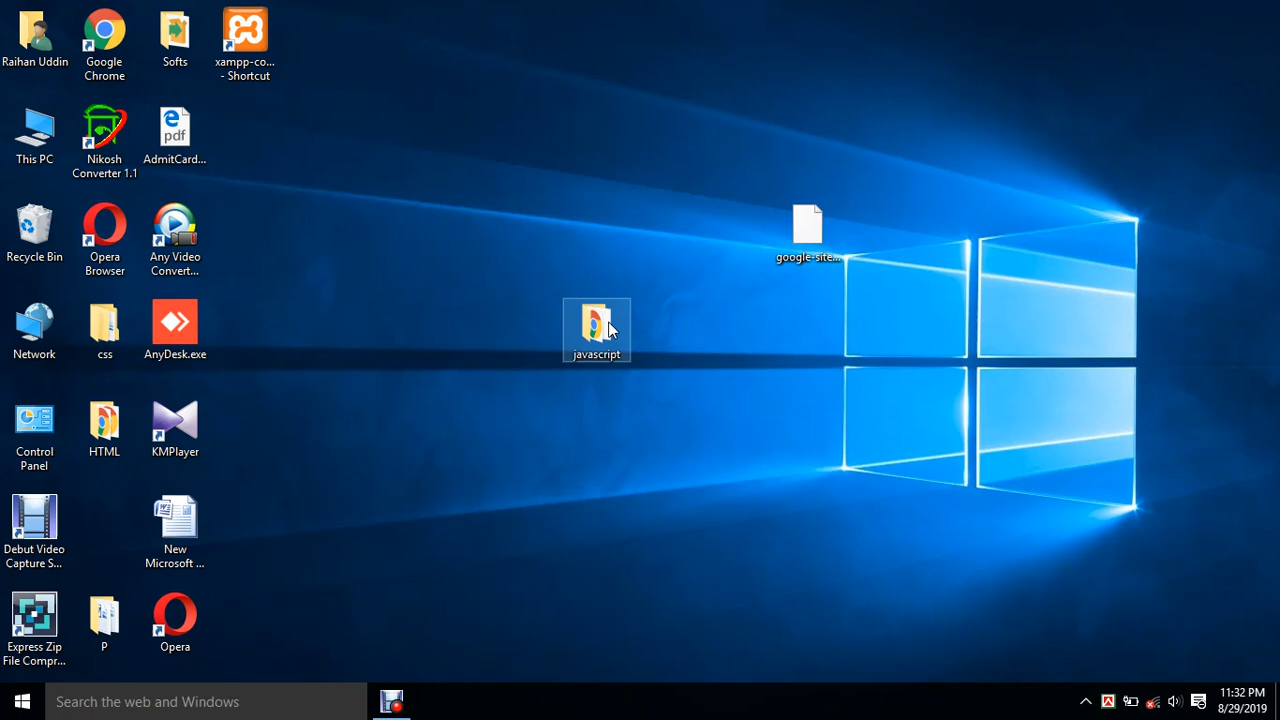 Raihan Uddin
Google
Chrome
Softs
xampp-co...
- Shortcut
This PC
Nikosh
Converter 1.1
pdf
AdmitCard...
Recycle Bin
Opera
Browser
Any Video
Convert...
google-site...
Network
css
AnyDesk.exe
javascript
Control
Panel
HTML
KMPlayer
Debut Video
Capture S...
New
Microsoft ...
Express Zip
File Compr...
P
Opera
Search the web and Windows
11:32 PM
8/29/2019